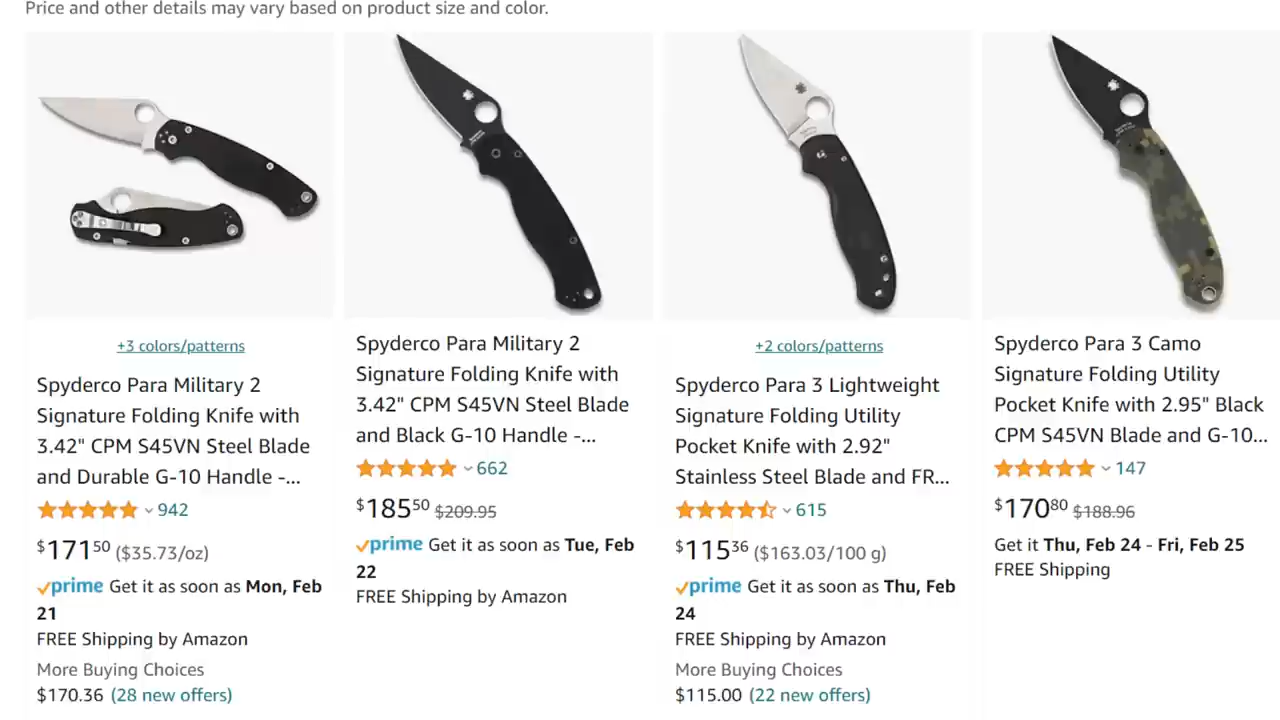 Price and other details may vary based on product size and color.
+3 colors/patterns
Spyderco Para Military 2
Signature Folding Knife with
3.42" CPM S45VN Steel Blade
and Durable G-10 Handle -...
942
$171 50 ($35.73/oz)
prime Get it as soon as Mon, Feb
21
FREE Shipping by Amazon
More Buying Choices
$170.36 (28 new offers)
Spyderco Para Military 2
Signature Folding Knife with
3.42" CPM S45VN Steel Blade
and Black G-10 Handle -...
662
$185 50 $209.95
prime Get it as soon as Tue, Feb
22
FREE Shipping by Amazon
+2 colors/patterns
Spyderco Para 3 Lightweight
Signature Folding Utility
Pocket Knife with 2.92"
Stainless Steel Blade and FR...
615
$115 36 ($163.03/100 g)
prime Get it as soon as Thu, Feb
24
FREE Shipping by Amazon
More Buying Choices
$115.00 (22 new offers)
Spyderco Para 3 Camo
Signature Folding Utility
Pocket Knife with 2.95" Black
CPM S45VN Blade and G-10...
147
$170 80 $188.96
Get it Thu, Feb 24 - Fri, Feb 25
FREE Shipping